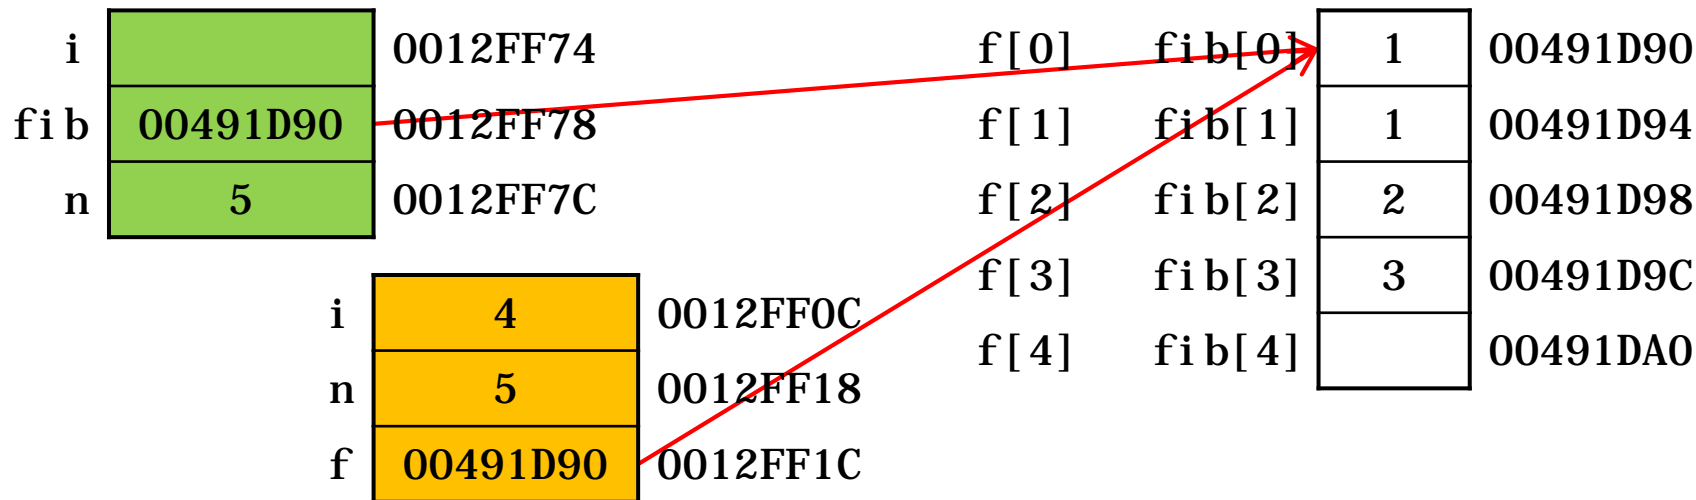 i 0012FF74 f[0] fib[0] 1 00491D90
fib 00491D90 0012FF78 f[1] fib[1] 1 00491D94
n 5 0012FF7C f[2] fib[2] 2 00491D98
f[3] fib[3] 3 00491D9C
i 4 0012FF0C
f[4] fib[4] 00491DA0
n 5 0012FF18
f 00491D90 0012FF1C